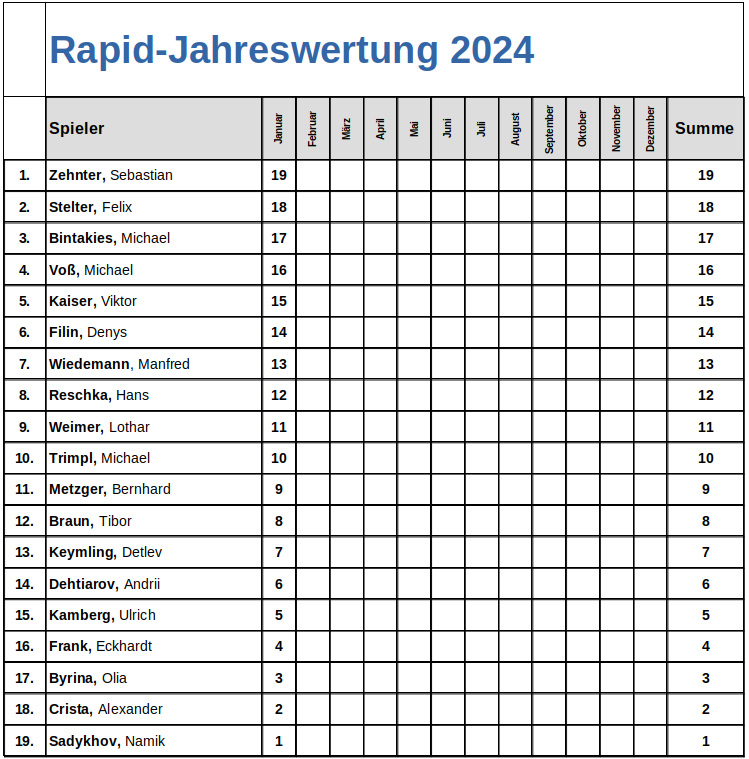 Rapid-Jahreswertung 2024
Spieler Januar Februar März April Mai Juni Juli August September Oktober November Dezember Summe
1. Zehnter, Sebastian 19 19
2. Stelter, Felix 18 18
3. Bintakies, Michael 17 17
4. Voß, Michael 16 16
5. Kaiser, Viktor 15 15
6. Filin, Denys 14 14
7. Wiedemann, Manfred 13 13
8. Reschka, Hans 12 12
9. Weimer, Lothar 11 11
10. Trimpl, Michael 10 10
11. Metzger, Bernhard 9 9
12. Braun, Tibor 8 8
13. Keymling, Detlev 7 7
14. Dehtiarov, Andrii 6 6
15. Kamberg, Ulrich 5 5
16. Frank, Eckhardt 4 4
17. Byrina, Olia 3 3
18. Crista, Alexander 2 2
19. Sadykhov, Namik 1 1